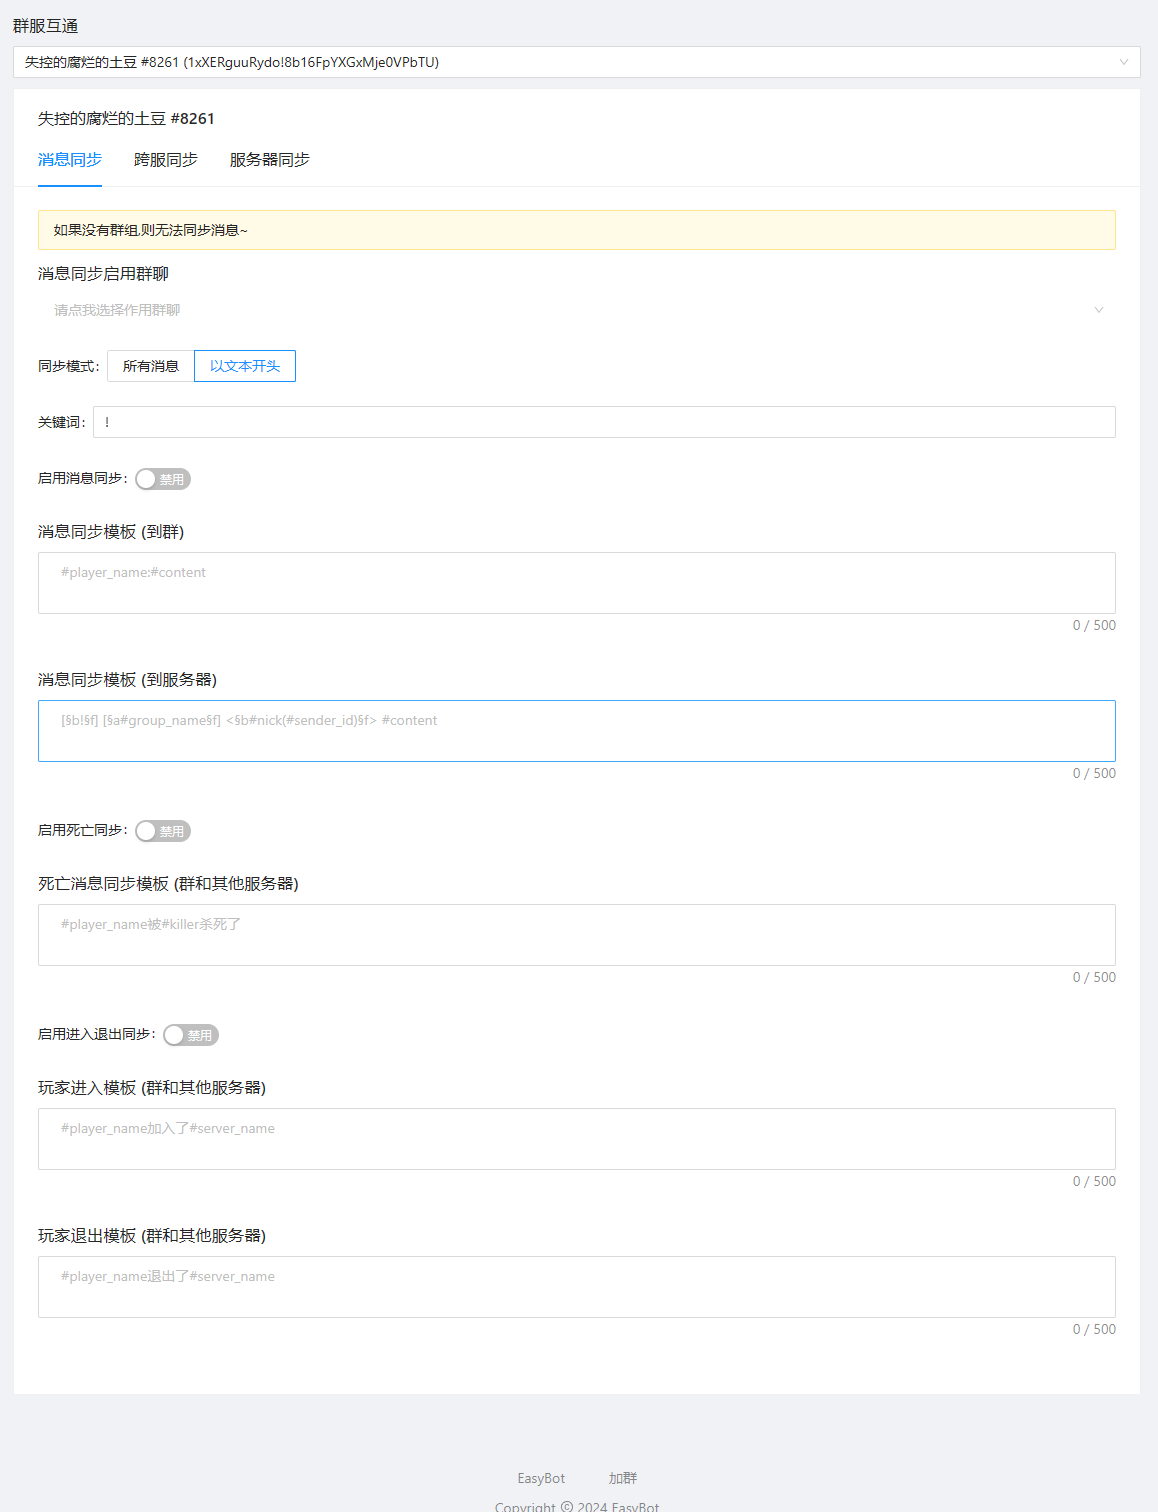 群服互通
失控的腐烂的土豆 #8261 (1xXERguuRydo!8b16FpYXGxMje0VPbTU)
失控的腐烂的土豆 #8261
消息同步 跨服同步 服务器同步
如果没有群组,则无法同步消息~
消息同步启用群聊
请点我选择作用群聊
同步模式: 所有消息 以文本开头
关键词: !
启用消息同步: 禁用
消息同步模板 (到群)
#player_name:#content
0 / 500
消息同步模板 (到服务器)
[§b!§f] [§a#group_name§f] <§b#nick(#sender_id)§f> #content
0 / 500
启用死亡同步: 禁用
死亡消息同步模板 (群和其他服务器)
#player_name被#killer杀死了
0 / 500
启用进入退出同步: 禁用
玩家进入模板 (群和其他服务器)
#player_name加入了#server_name
0 / 500
玩家退出模板 (群和其他服务器)
#player_name退出了#server_name
0 / 500
EasyBot 加群
Copyright © 2024 EasyBot